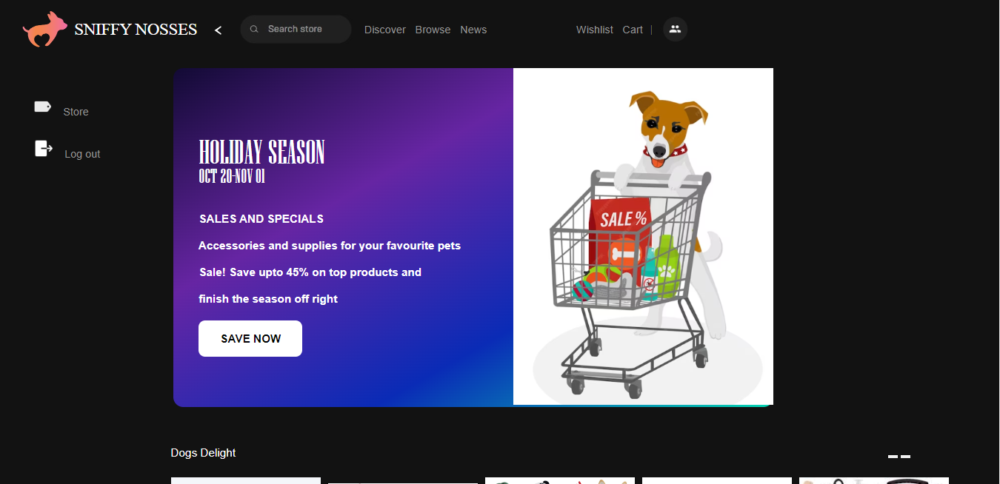 SNIFFY NOSSES
<
Search store
Discover Browse News
Wishlist Cart |
Store
Log out
HOLIDAY SEASON
OCT 20-NOV 01
SALES AND SPECIALS
Accessories and supplies for your favourite pets
Sale! Save upto 45% on top products and
finish the season off right
SAVE NOW
SALE %
Dogs Delight